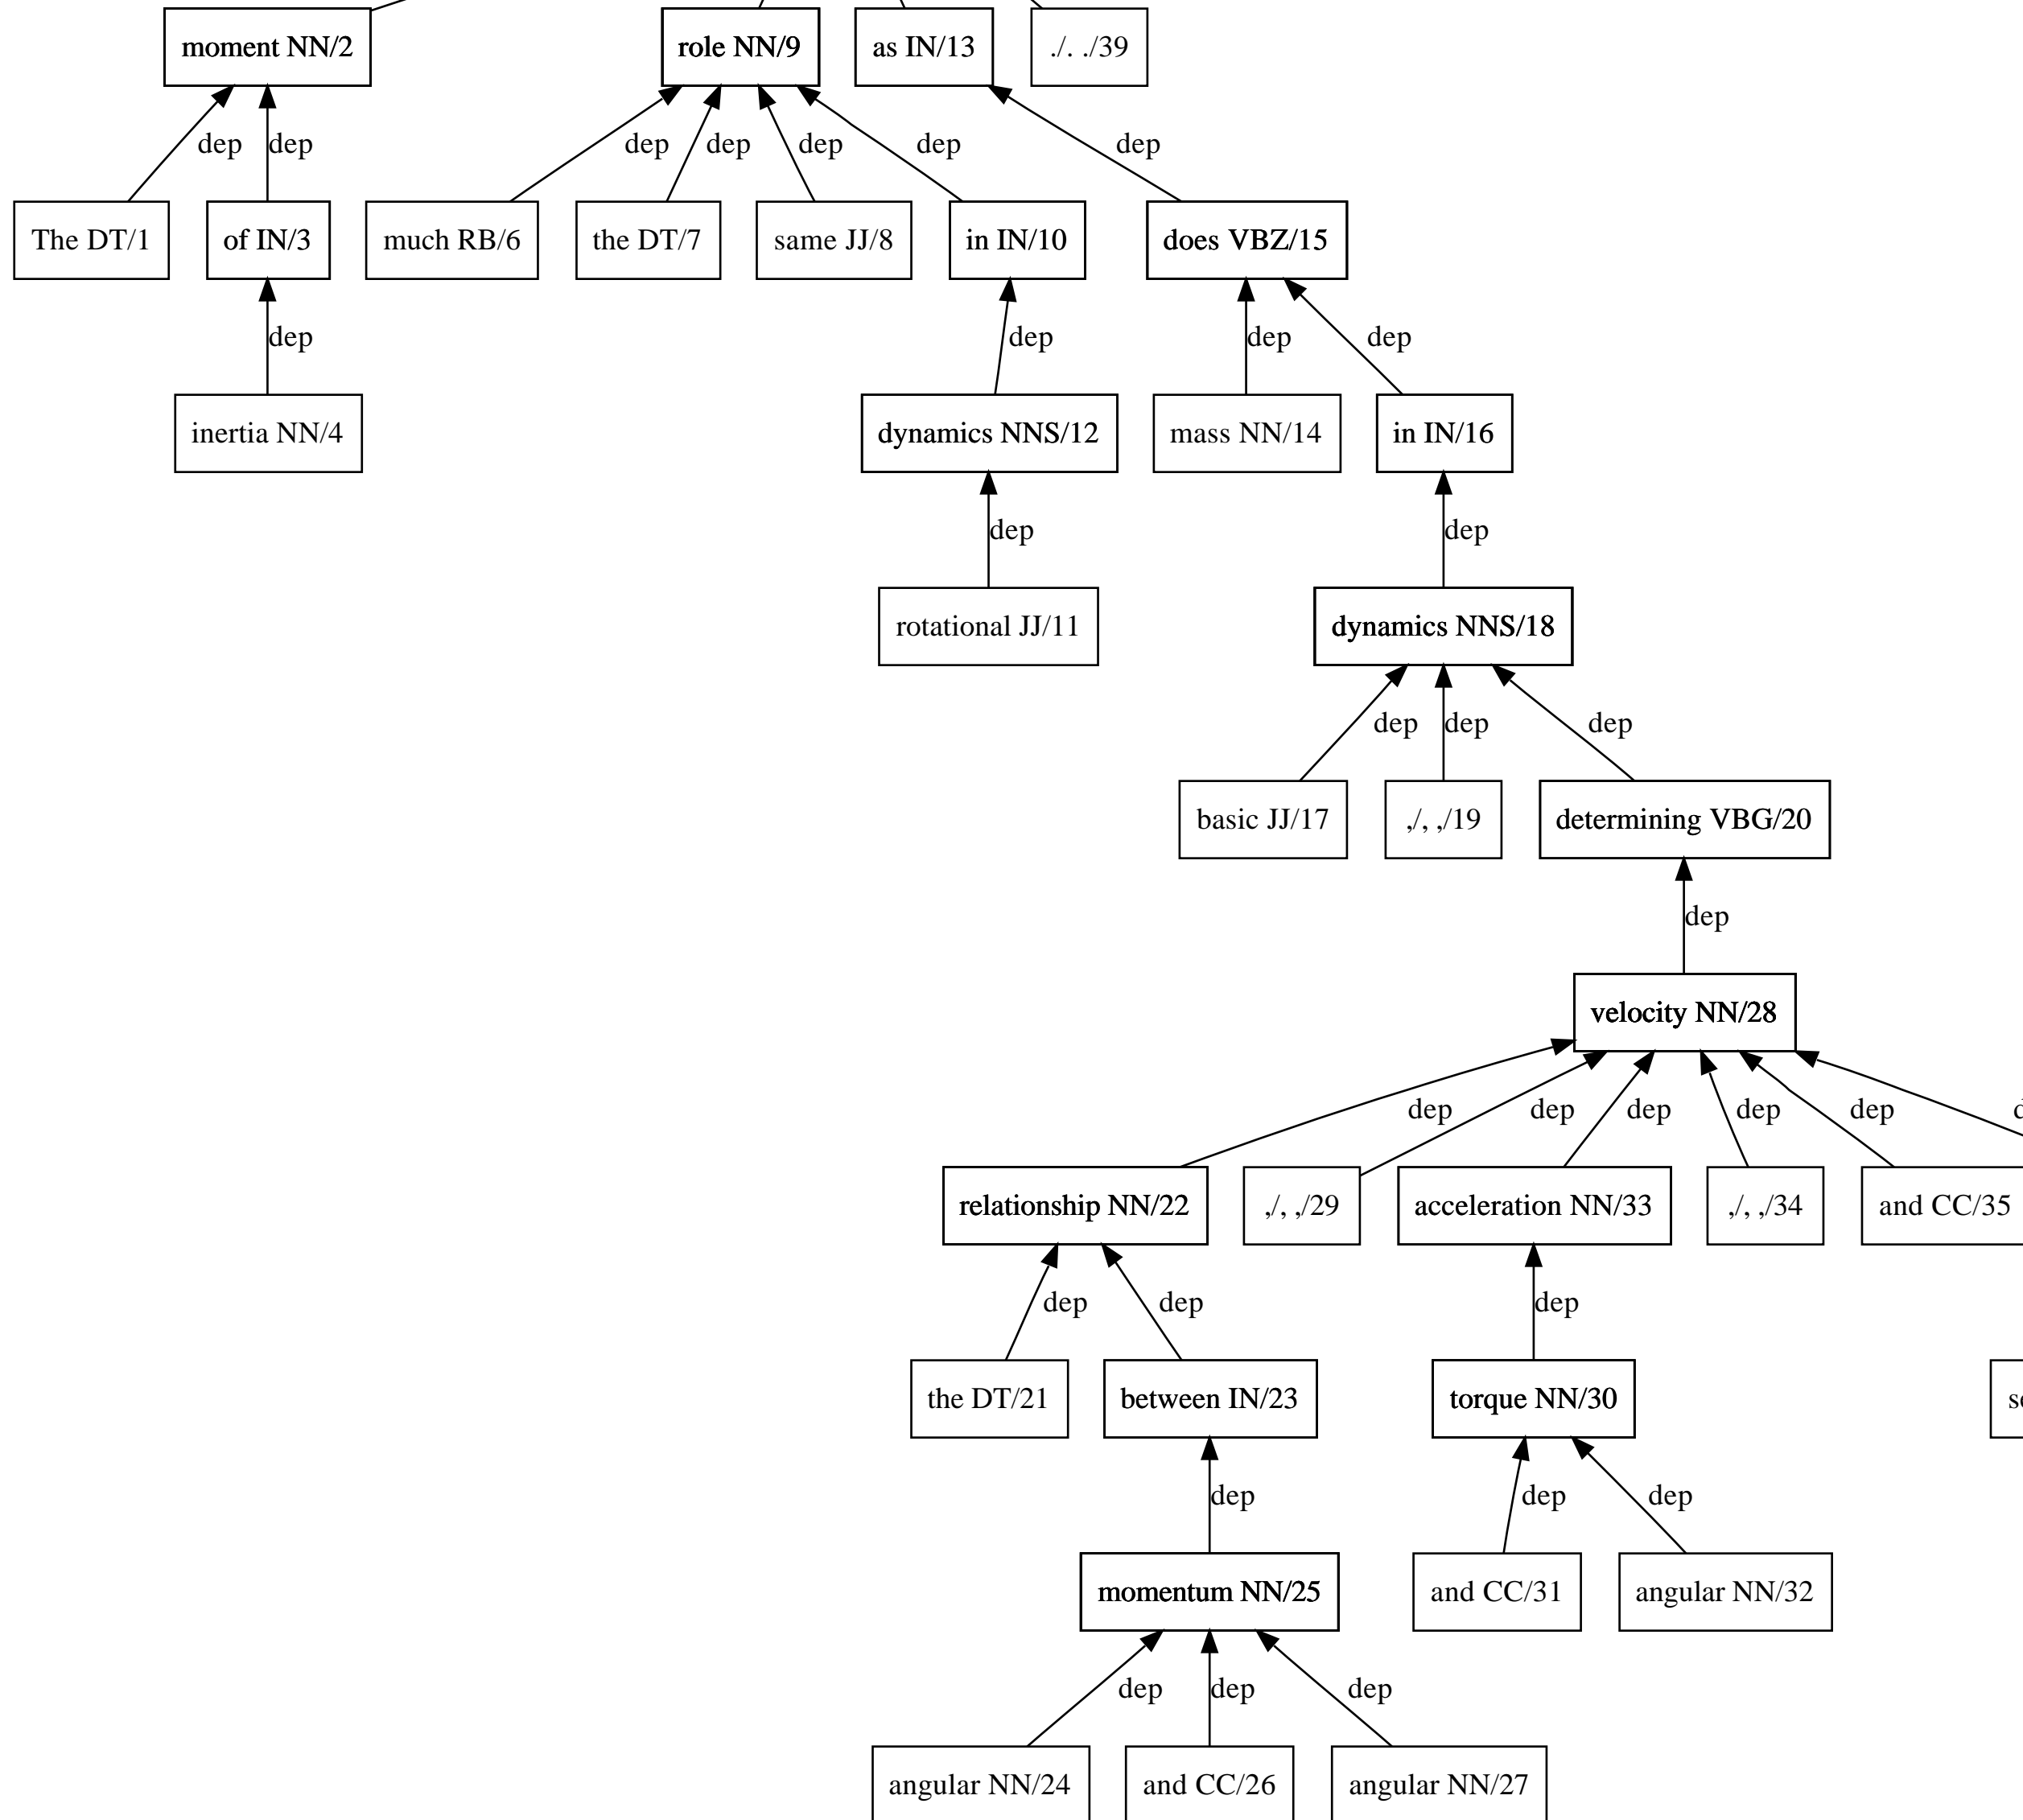 moment NN/2 role NN/9 as IN/13 ./. ./39
dep dep dep dep dep dep dep
The DT/1 of IN/3 much RB/6 the DT/7 same JJ/8 in IN/10 does VBZ/15
dep dep dep dep
inertia NN/4 dynamics NNS/12 mass NN/14 in IN/16
dep dep
rotational JJ/11 dynamics NNS/18
dep dep dep
basic JJ/17 ,/, ,/19 determining VBG/20
dep
velocity NN/28
dep dep dep dep dep
relationship NN/22 ,/, ,/29 acceleration NN/33 ,/, ,/34 and CC/35
dep dep dep
the DT/21 between IN/23 torque NN/30
dep dep dep
momentum NN/25 and CC/31 angular NN/32
dep dep dep
angular NN/24 and CC/26 angular NN/27